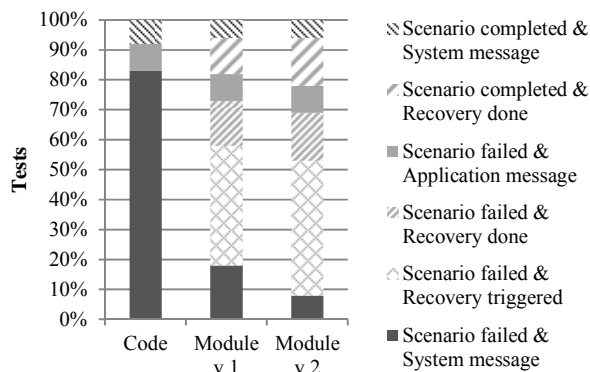 100%
90%
80%
70%
60%
50%
40%
30%
20%
10%
0%
Tests
Code
Module
v 1
Module
v 2
Scenario completed &
System message
Scenario completed &
Recovery done
Scenario failed &
Application message
Scenario failed &
Recovery done
Scenario failed &
Recovery triggered
Scenario failed &
System message